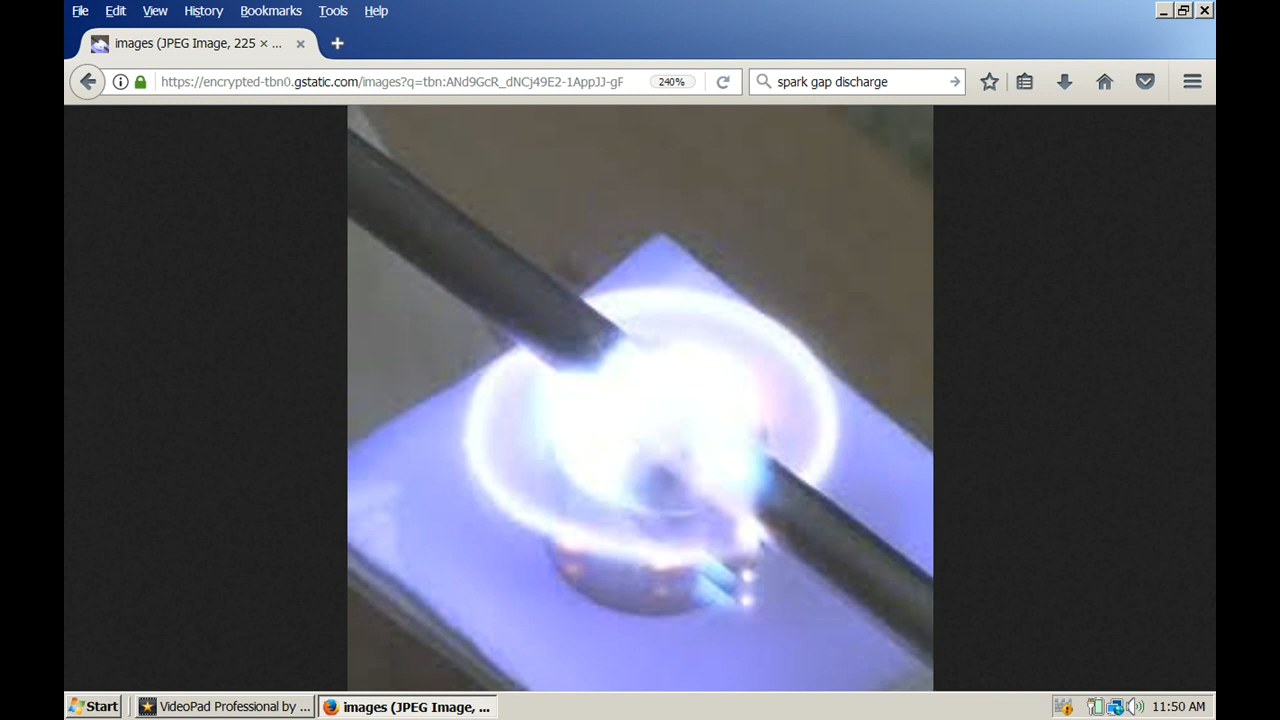 File Edit View History Bookmarks Tools Help
images (JPEG Image, 225 × ...
https://encrypted-tbn0.gstatic.com/images?q=tbn:ANd9GcR_dNCj49E2-1AppJJ-gF 240% spark gap discharge
Start VideoPad Professional by ... images (JPEG Image, ... 11:50 AM